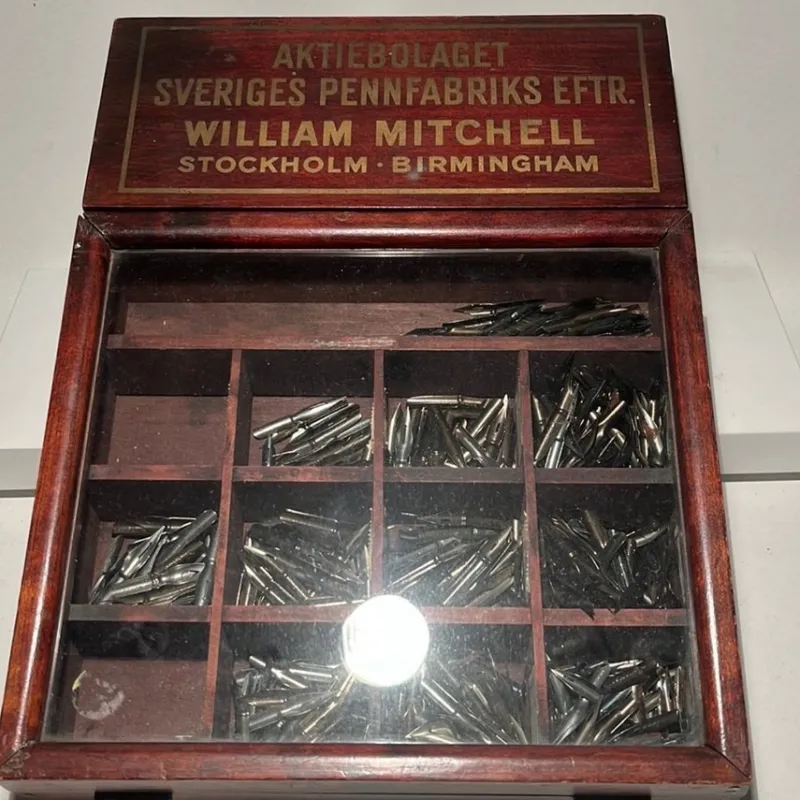 AKTIEBOLAGET
SVERIGES PENNFABRIKS EFTR.
WILLIAM MITCHELL
STOCKHOLM · BIRMINGHAM